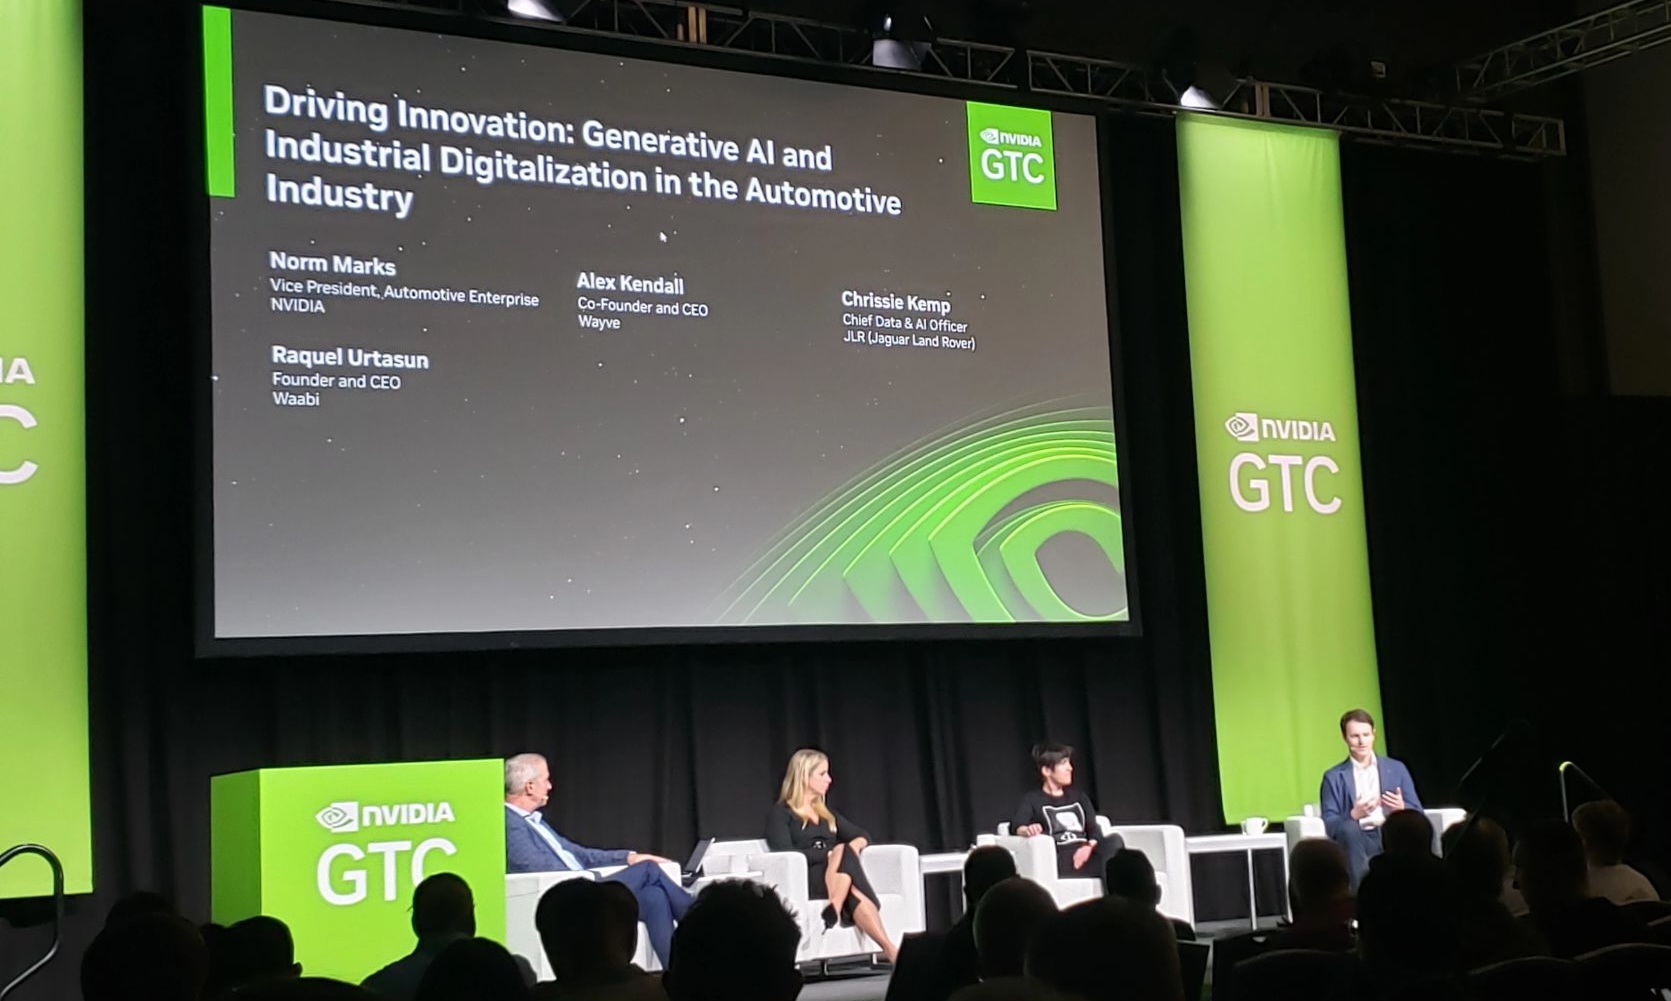 Driving Innovation: Generative AI and
Industrial Digitalization in the Automotive
Industry
NVIDIA
GTC
Norm Marks
Vice President, Automotive Enterprise
NVIDIA
Alex Kendall
Co-Founder and CEO
Wayve
Chrissie Kemp
Chief Data & AI Officer
JLR (Jaguar Land Rover)
Raquel Urtasun
Founder and CEO
Waabi
IA
C
NVIDIA
GTC
NVIDIA
GTC